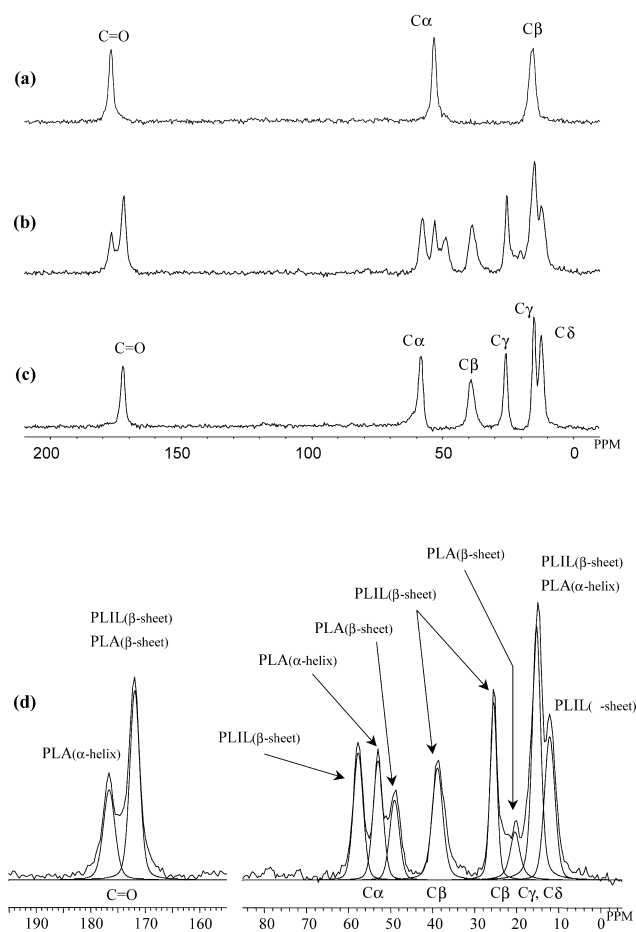 C=O
Cα
Cβ
(a)
(b)
C=O
Cα
Cβ
Cγ
Cγ
Cδ
(c)
200 150 100 50 0 PPM
PLA(β-sheet)
PLIL(β-sheet)
PLA(α-helix)
PLIL(β-sheet)
PLA(β-sheet)
PLIL(β-sheet)
PLA(β-sheet)
PLA(α-helix)
(d)
PLIL( -sheet)
PLA(α-helix)
PLIL(β-sheet)
C=O
Cα
Cβ
Cβ
Cγ, Cδ
190 180 170 160
80 70 60 50 40 30 20 10 0 PPM